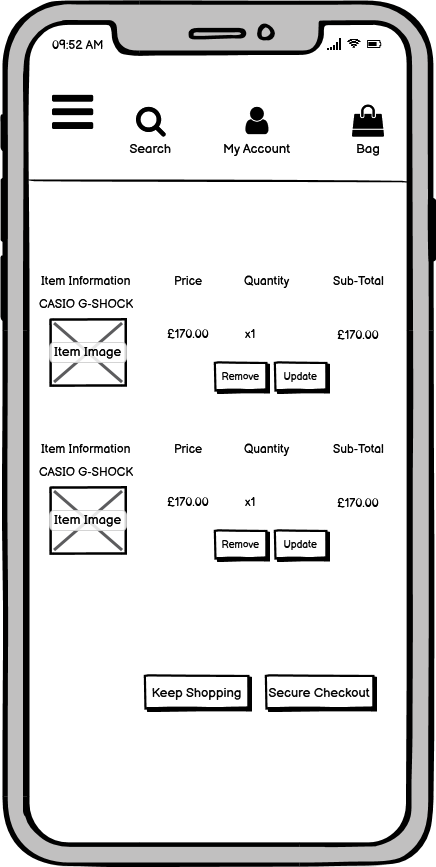 09:52 AM
Search My Account Bag
Item Information Price Quantity Sub-Total
CASIO G-SHOCK
Item Image £170.00 x1 £170.00
Remove Update
Item Information Price Quantity Sub-Total
CASIO G-SHOCK
Item Image £170.00 x1 £170.00
Remove Update
Keep Shopping Secure Checkout